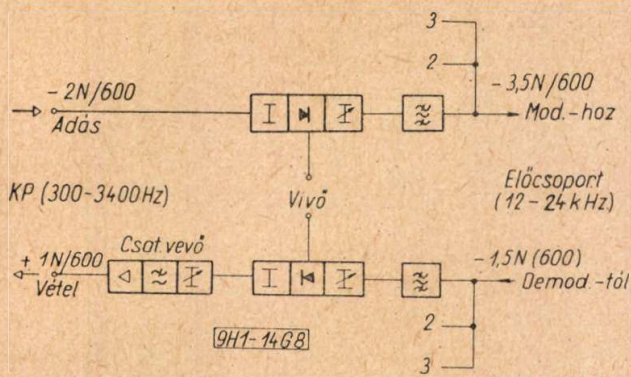 3
2
- 2N/600
Adás
- 3,5N/600
Mod.-hoz
KP (300-3400Hz)
Vivő
Előcsoport
(12-24kHz)
Csat. vevő
+ 1N/600
Vétel
- 1,5N (600)
Demod.-tól
9H1-14G8
2
3